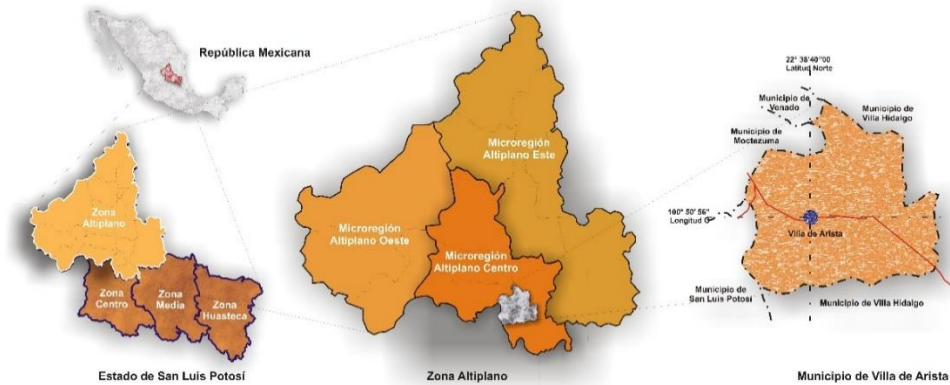 República Mexicana
Zona
Altiplano
Zona
Centro
Zona
Media
Zona
Huasteca
Estado de San Luis Potosí
Microregión
Altiplano Este
Microregión
Altiplano Oeste
Microregión
Altiplano Centro
Zona Altiplano
22° 38'40"00
Latitud Norte
Municipio de
Venado
Municipio de
Villa Hidalgo
Municipio de
Moctezuma
100° 50' 56"
Longitud O
Villa de Arista
Municipio de
San Luis Potosí
Municipio de Villa Hidalgo
Municipio de Villa de Arista